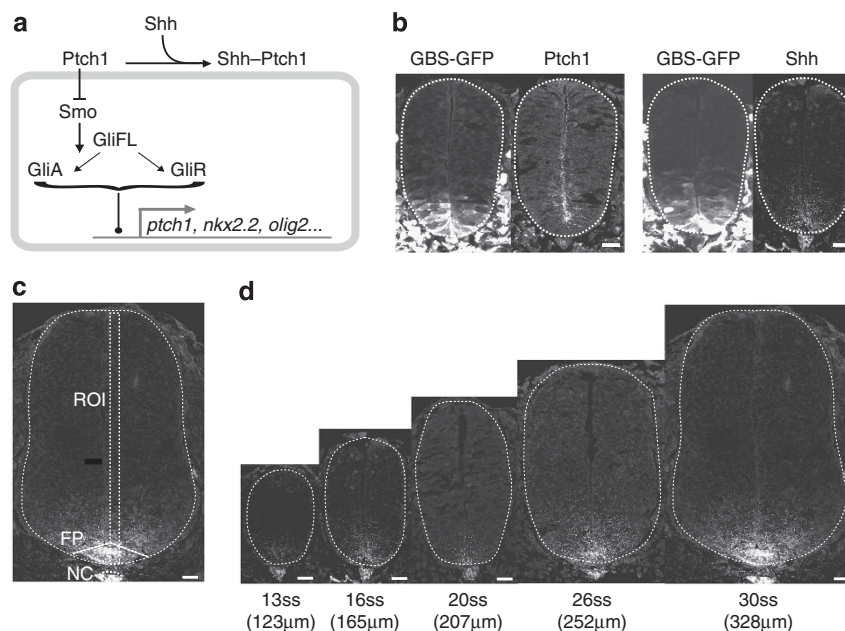 a
Shh
Ptch1
Shh–Ptch1
Smo
GliFL
GliA
GliR
ptch1, nkx2.2, olig2...
b
GBS-GFP
Ptch1
GBS-GFP
Shh
c
ROI
FP
NC
d
13ss
(123µm)
16ss
(165µm)
20ss
(207µm)
26ss
(252µm)
30ss
(328µm)